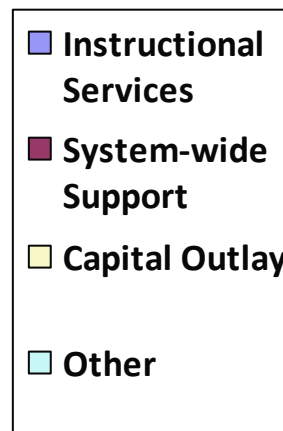 Instructional
Services
System-wide
Support
Capital Outlay
Other